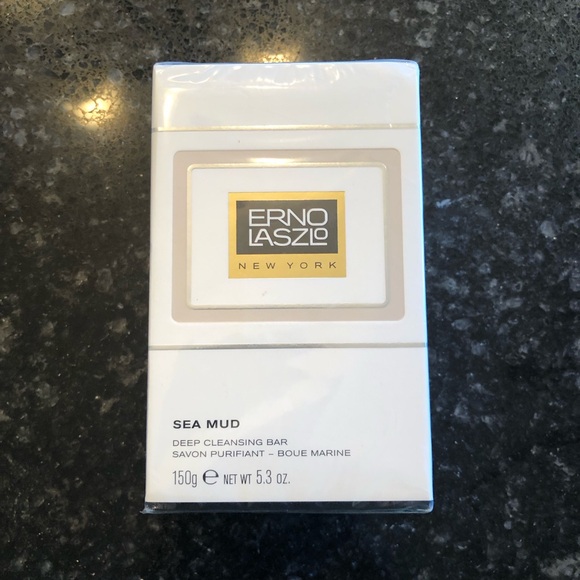 ERNO
LASZLO
NEW YORK
SEA MUD
DEEP CLEANSING BAR
SAVON PURIFIANT – BOUE MARINE
150g ℮ NET WT 5.3 OZ.